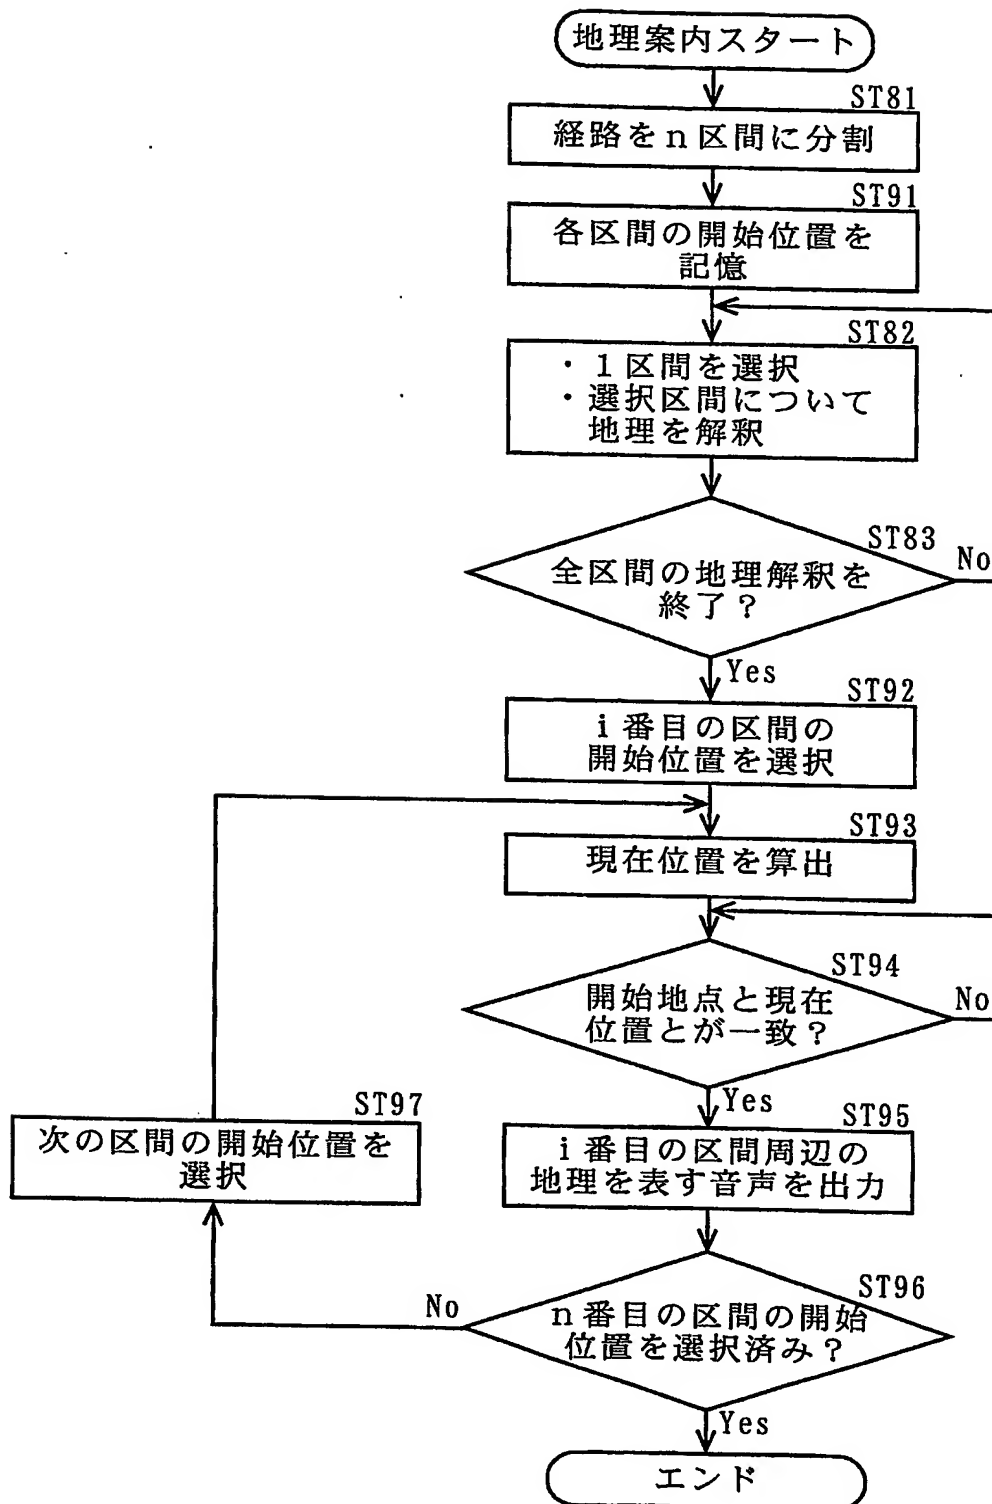 地理案内スタート
ST81
経路をn区間に分割
ST91
各区間の開始位置を
記憶
ST82
・1区間を選択
・選択区間について
地理を解釈
ST83
全区間の地理解釈を
終了?
No
Yes
ST92
i番目の区間の
開始位置を選択
ST93
現在位置を算出
ST94
開始地点と現在
位置とが一致?
No
Yes
ST95
i番目の区間周辺の
地理を表す音声を出力
ST97
次の区間の開始位置を
選択
ST96
n番目の区間の開始
位置を選択済み?
No
Yes
エンド